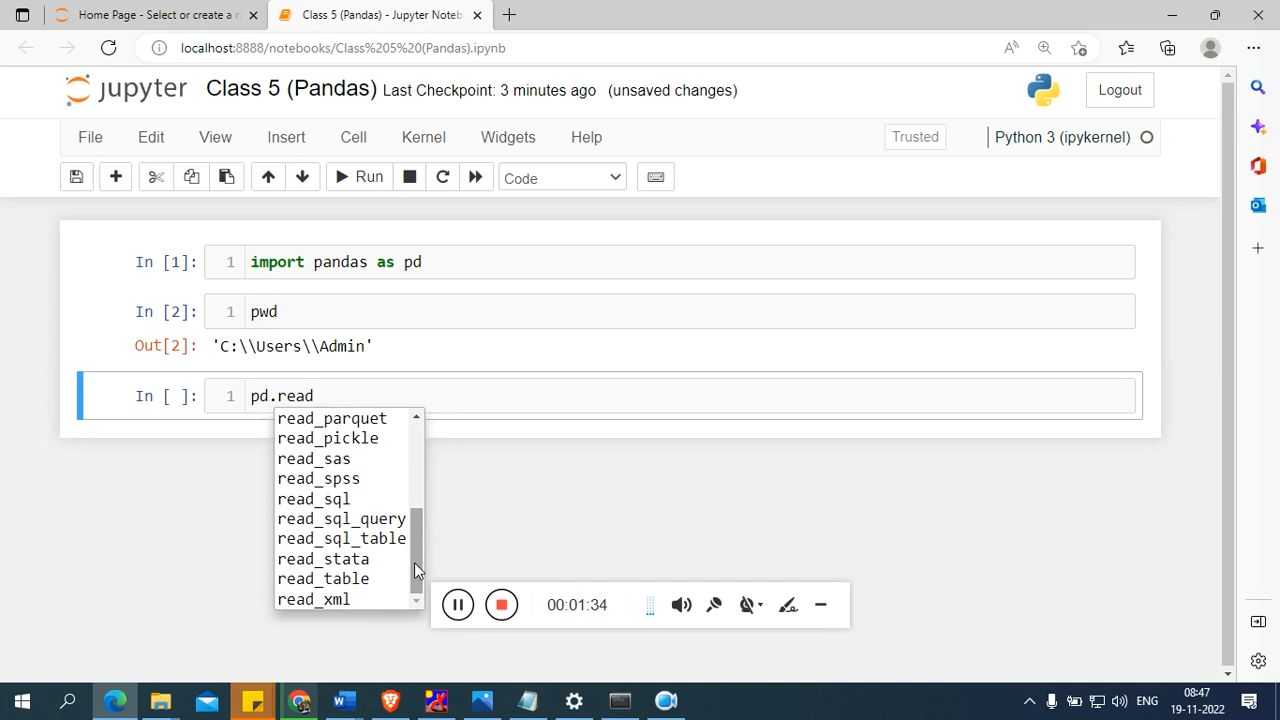 Home Page - Select or create a n
Class 5 (Pandas) - Jupyter Noteb
localhost:8888/notebooks/Class%205%20(Pandas).ipynb
jupyter Class 5 (Pandas) Last Checkpoint: 3 minutes ago (unsaved changes)
Logout
File Edit View Insert Cell Kernel Widgets Help
Trusted
Python 3 (ipykernel)
Run
Code
In [1]: 1 import pandas as pd
In [2]: 1 pwd
Out[2]: 'C:\\Users\\Admin'
In [ ]: 1 pd.read
read_parquet
read_pickle
read_sas
read_spss
read_sql
read_sql_query
read_sql_table
read_stata
read_table
read_xml
00:01:34
ENG
08:47
19-11-2022